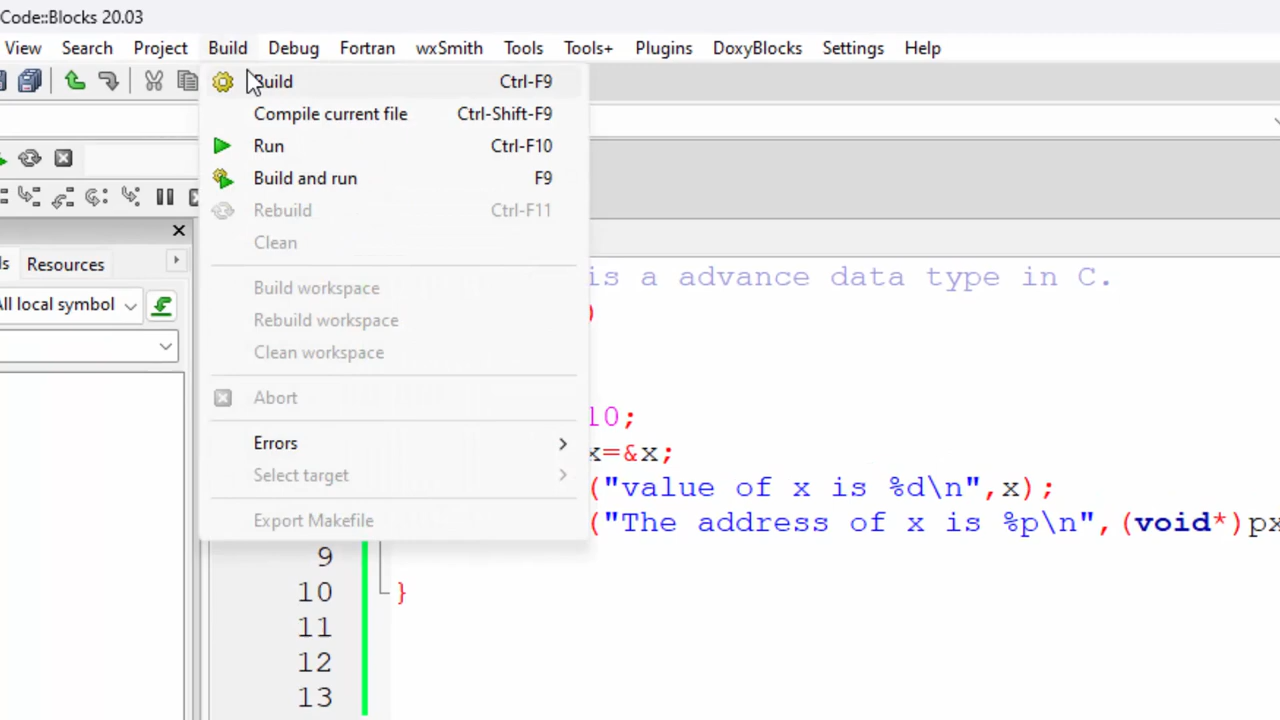 Code::Blocks 20.03
View Search Project Build Debug Fortran wxSmith Tools Tools+ Plugins DoxyBlocks Settings Help
Build Ctrl-F9
Compile current file Ctrl-Shift-F9
Run Ctrl-F10
Build and run F9
Rebuild Ctrl-F11
Clean
Build workspace
Rebuild workspace
Clean workspace
Abort
Errors
Select target
Export Makefile
ls Resources
All local symbol
is a advance data type in C.
)
10;
x=&x;
("value of x is %d\n",x);
("The address of x is %p\n",(void*)px
9
10 }
11
12
13